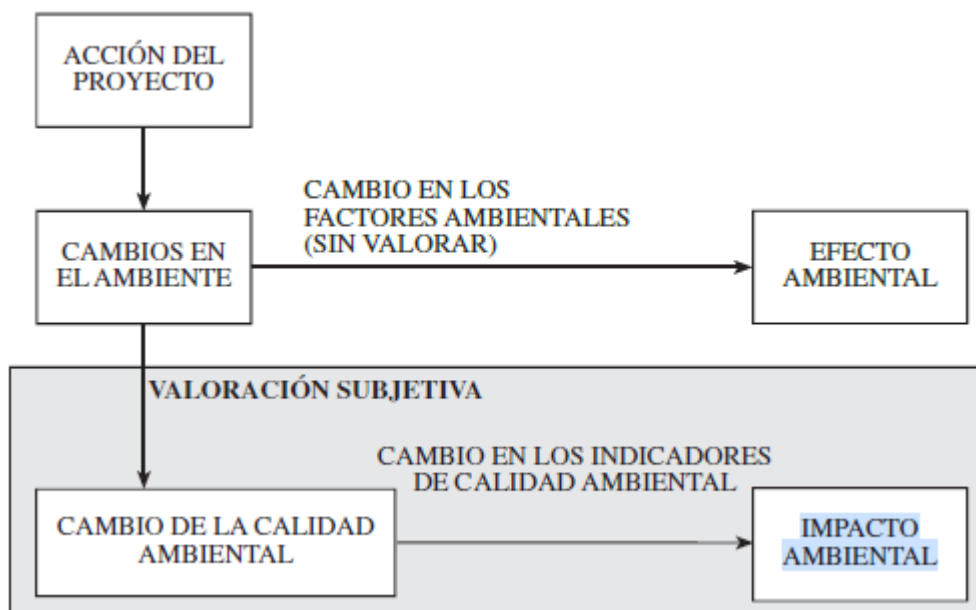 ACCIÓN DEL
PROYECTO
CAMBIO EN LOS
FACTORES AMBIENTALES
(SIN VALORAR)
CAMBIOS EN
EL AMBIENTE
EFECTO
AMBIENTAL
VALORACIÓN SUBJETIVA
CAMBIO EN LOS INDICADORES
DE CALIDAD AMBIENTAL
CAMBIO DE LA CALIDAD
AMBIENTAL
IMPACTO
AMBIENTAL